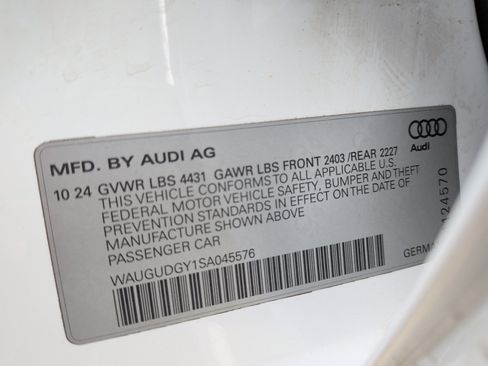 MFD. BY AUDI AG
Audi
10 24 GVWR LBS 4431 GAWR LBS FRONT 2403 /REAR 2227
THIS VEHICLE CONFORMS TO ALL APPLICABLE U.S.
FEDERAL MOTOR VEHICLE SAFETY, BUMPER AND THEFT
PREVENTION STANDARDS IN EFFECT ON THE DATE OF
MANUFACTURE SHOWN ABOVE
PASSENGER CAR
WAUGUDGY1SA045576
GERMA
124570